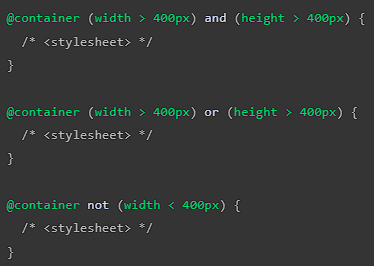 @container (width > 400px) and (height > 400px) {
  /* <stylesheet> */
}

@container (width > 400px) or (height > 400px) {
  /* <stylesheet> */
}

@container not (width < 400px) {
  /* <stylesheet> */
}